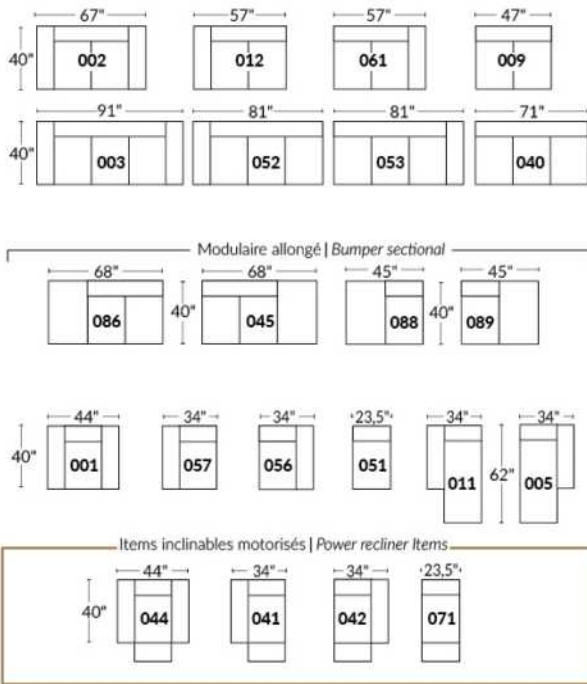 67" 57" 57" 47"
40" 002 012 061 009
91" 81" 81" 71"
40" 003 052 053 040
Modulaire allongé | Bumper sectional
68" 68" 45" 45"
086 40" 045 088 40" 089
44" 34" 34" 23,5" 34" 34"
40" 001 057 056 051 011 62" 005
Items inclinables motorisés | Power recliner Items
44" 34" 34" 23,5"
40" 044 041 042 071